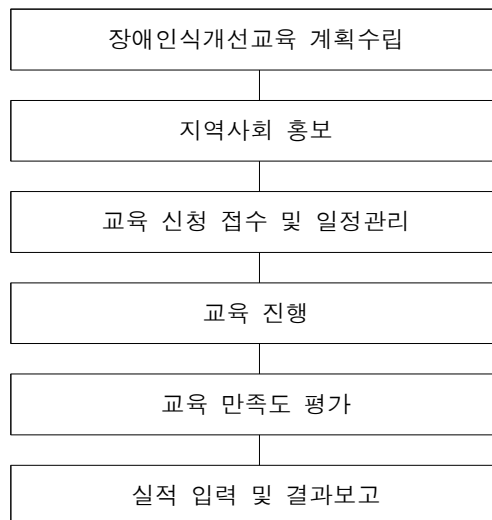 장애인식개선교육 계획수립
지역사회 홍보
교육 신청 접수 및 일정관리
교육 진행
교육 만족도 평가
실적 입력 및 결과보고